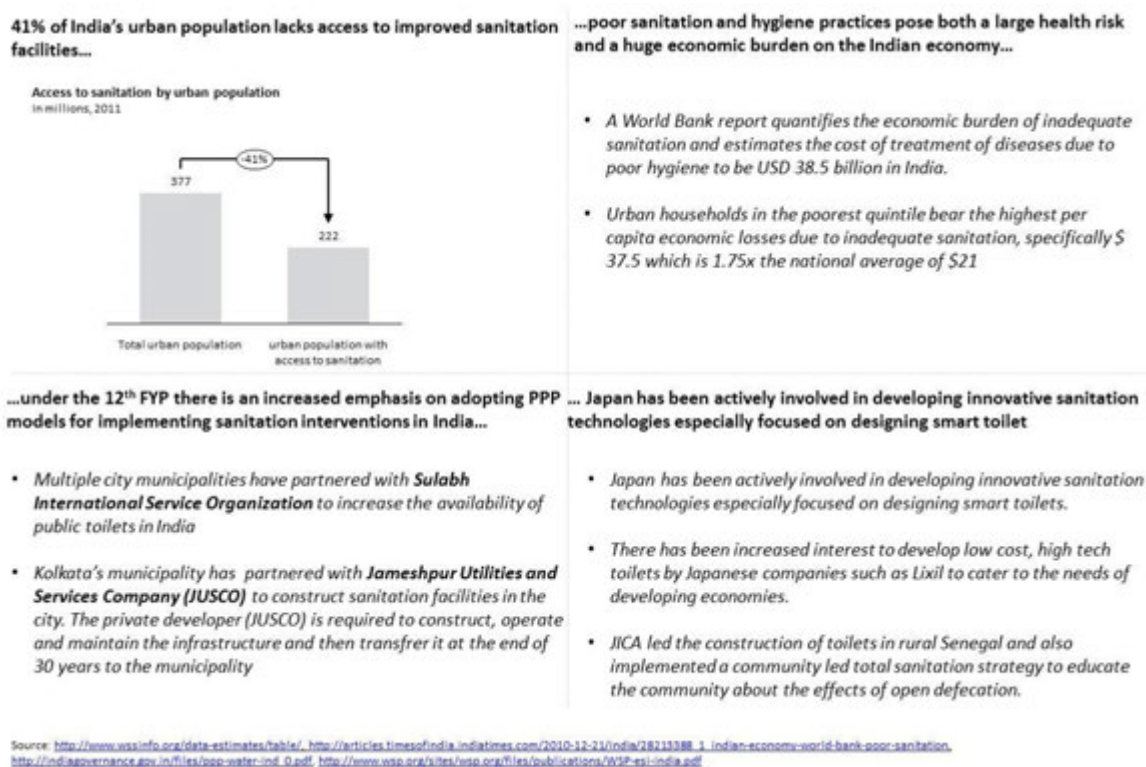 41% of India's urban population lacks access to improved sanitation
facilities...
Access to sanitation by urban population
In millions, 2011
-41%
377
222
Total urban population
urban population with
access to sanitation
...poor sanitation and hygiene practices pose both a large health risk
and a huge economic burden on the Indian economy...
• A World Bank report quantifies the economic burden of inadequate
sanitation and estimates the cost of treatment of diseases due to
poor hygiene to be USD 38.5 billion in India.
• Urban households in the poorest quintile bear the highest per
capita economic losses due to inadequate sanitation, specifically $
37.5 which is 1.75x the national average of $21
...under the 12th FYP there is an increased emphasis on adopting PPP
models for implementing sanitation interventions in India...
• Multiple city municipalities have partnered with Sulabh
International Service Organization to increase the availability of
public toilets in India
• Kolkata's municipality has partnered with Jameshpur Utilities and
Services Company (JUSCO) to construct sanitation facilities in the
city. The private developer (JUSCO) is required to construct, operate
and maintain the infrastructure and then transfer it at the end of
30 years to the municipality
... Japan has been actively involved in developing innovative sanitation
technologies especially focused on designing smart toilet
• Japan has been actively involved in developing innovative sanitation
technologies especially focused on designing smart toilets.
• There has been increased interest to develop low cost, high tech
toilets by Japanese companies such as Lixil to cater to the needs of
developing economies.
• JICA led the construction of toilets in rural Senegal and also
implemented a community led total sanitation strategy to educate
the community about the effects of open defecation.
Source: http://www.wssinfo.org/data-estimates/table/, http://articles.timesofindia.indiatimes.com/2010-12-21/india/28213388_1_indian-economy-world-bank-poor-sanitation,
http://indiagovernance.gov.in/files/ppp-water-ind_0.pdf, http://www.wsp.org/sites/wsp.org/files/publications/WSP-esi-india.pdf